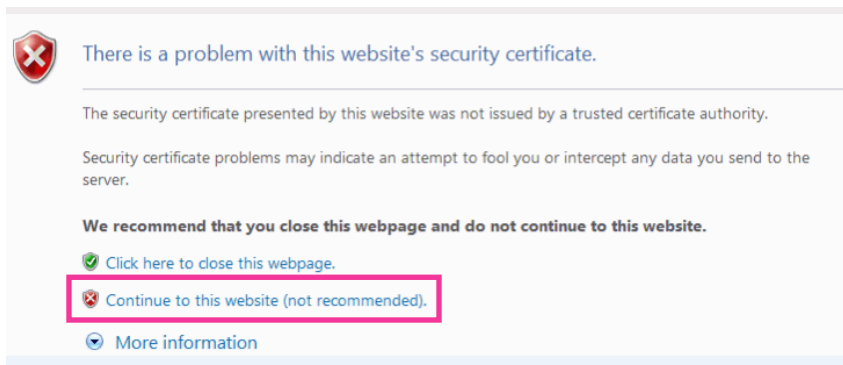 There is a problem with this website's security certificate.
The security certificate presented by this website was not issued by a trusted certificate authority.
Security certificate problems may indicate an attempt to fool you or intercept any data you send to the
server.
We recommend that you close this webpage and do not continue to this website.
Click here to close this webpage.
Continue to this website (not recommended).
More information